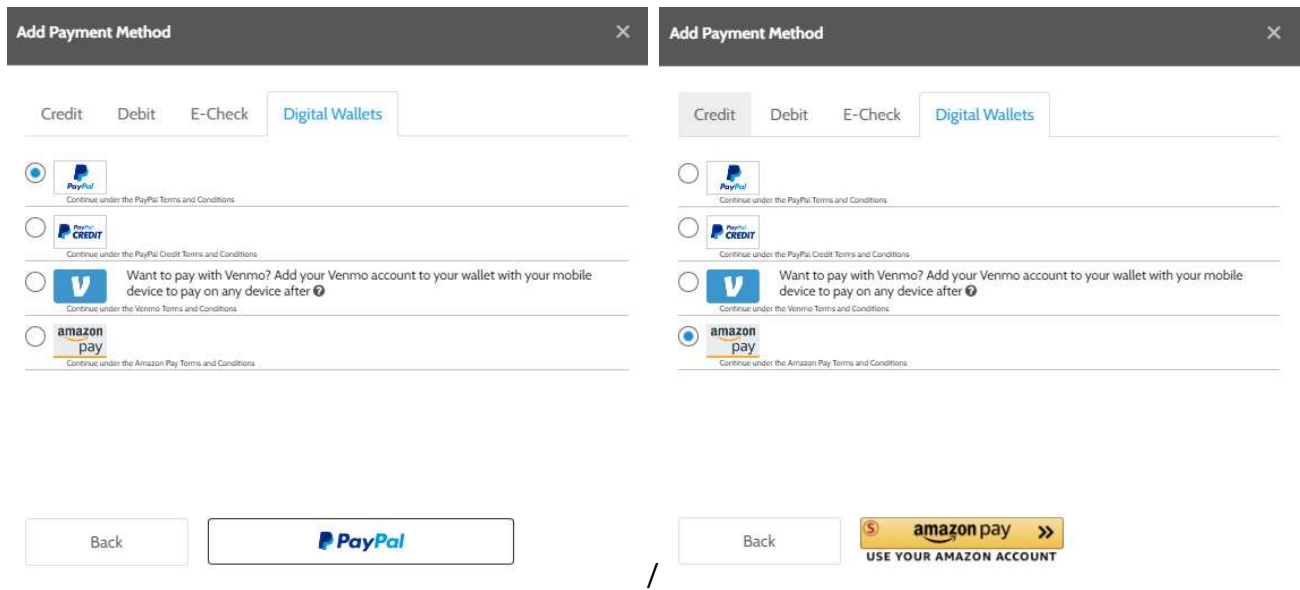 Add Payment Method ×
Credit Debit E-Check Digital Wallets
PayPal
Continue under the PayPal Terms and Conditions
PayPal CREDIT
Continue under the PayPal Credit Terms and Conditions
V
Want to pay with Venmo? Add your Venmo account to your wallet with your mobile
device to pay on any device after ?
Continue under the Venmo Terms and Conditions
amazon
pay
Continue under the Amazon Pay Terms and Conditions
Back PayPal
/
Add Payment Method ×
Credit Debit E-Check Digital Wallets
PayPal
Continue under the PayPal Terms and Conditions
PayPal CREDIT
Continue under the PayPal Credit Terms and Conditions
V
Want to pay with Venmo? Add your Venmo account to your wallet with your mobile
device to pay on any device after ?
Continue under the Venmo Terms and Conditions
amazon
pay
Continue under the Amazon Pay Terms and Conditions
Back S amazon pay »
USE YOUR AMAZON ACCOUNT